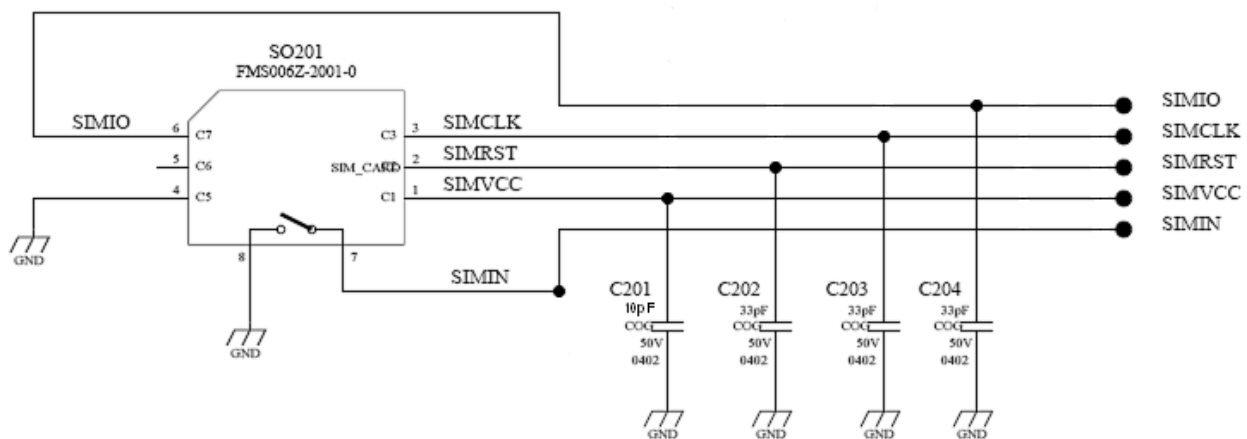 SO201
FMS006Z-2001-0
SIMIO
SIMIO
6 C7 C3 3 SIMCLK
SIMCLK
5 C6 SIM_CARD 2 SIMRST
SIMRST
4 C5 C1 1 SIMVCC
SIMVCC
SIMIN
8 7
GND
SIMIN
C201 C202 C203 C204
10pF 33pF 33pF 33pF
COG COG COG COG
GND
50V 50V 50V 50V
0402 0402 0402 0402
GND GND GND GND